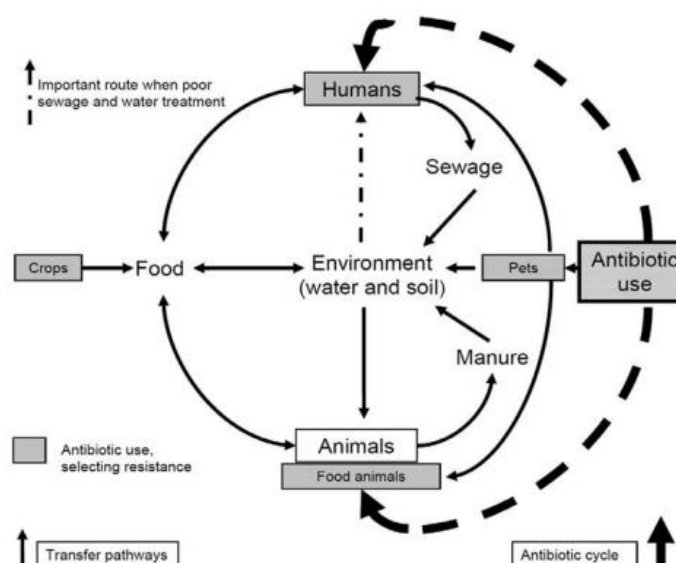 Important route when poor
sewage and water treatment
Humans
Sewage
Crops
Food
Environment
(water and soil)
Pets
Antibiotic
use
Manure
Antibiotic use,
selecting resistance
Animals
Food animals
Transfer pathways
Antibiotic cycle